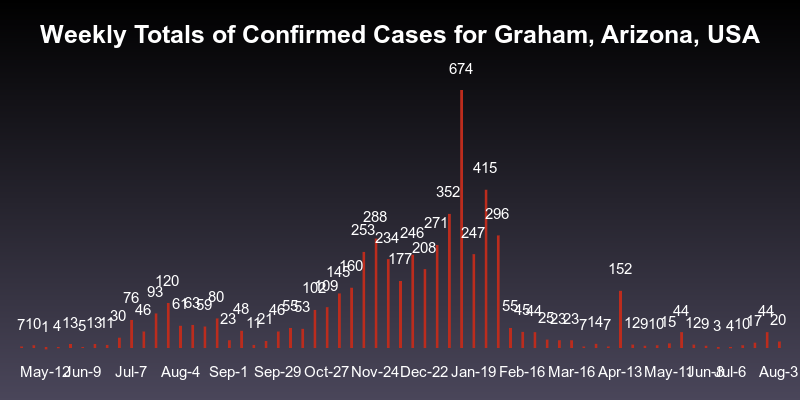 Weekly Totals of Confirmed Cases for Graham, Arizona, USA
674
415
352
288 296
253 271
234 246 247
177 208
160
145 152
102 109
120
93
76 80
61 63 59 55 53 55
46 48 46 45 44 44 44
30 23 21 25 23 23 20
7 10 1 4 13 5 13 11 11 7 14 7 12 9 10 15 12 9 3 4 10 17
May-12 Jun-9 Jul-7 Aug-4 Sep-1 Sep-29 Oct-27 Nov-24 Dec-22 Jan-19 Feb-16 Mar-16 Apr-13 May-11 Jun-8 Jul-6 Aug-3